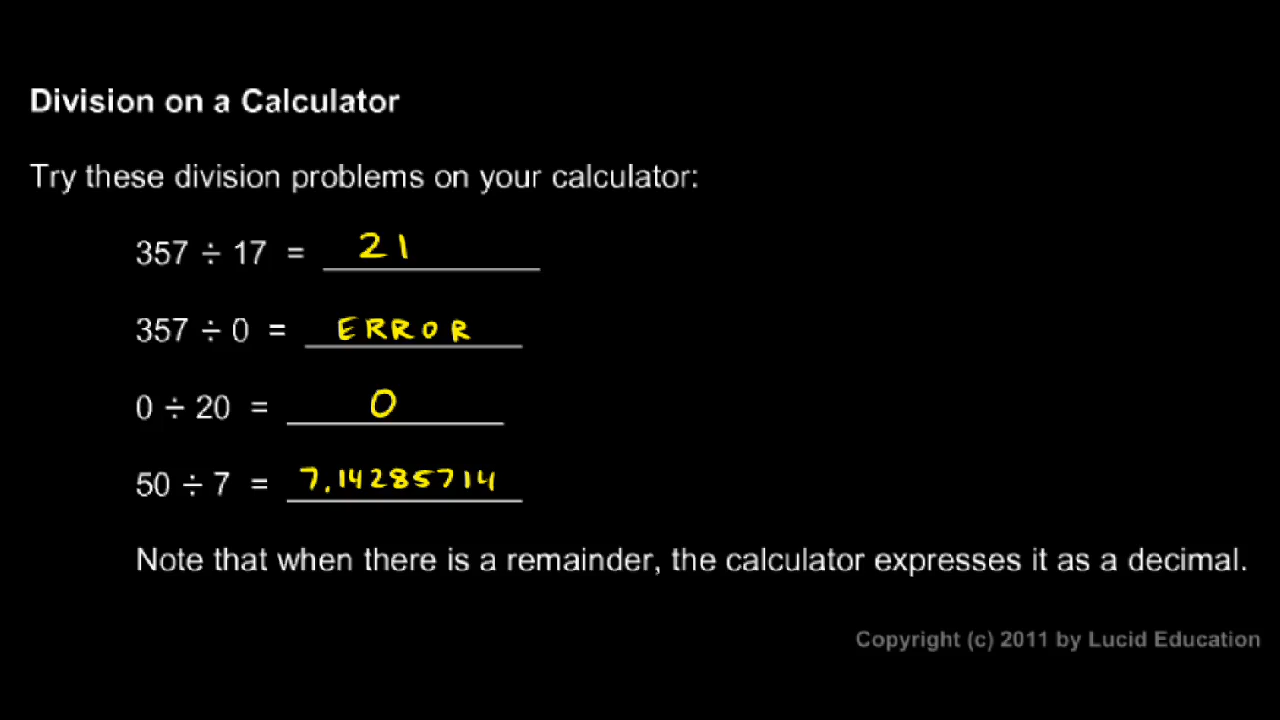 Division on a Calculator
Try these division problems on your calculator:
357 ÷ 17 = 21
357 ÷ 0 = ERROR
0 ÷ 20 = 0
50 ÷ 7 = 7.14285714
Note that when there is a remainder, the calculator expresses it as a decimal.
Copyright (c) 2011 by Lucid Education